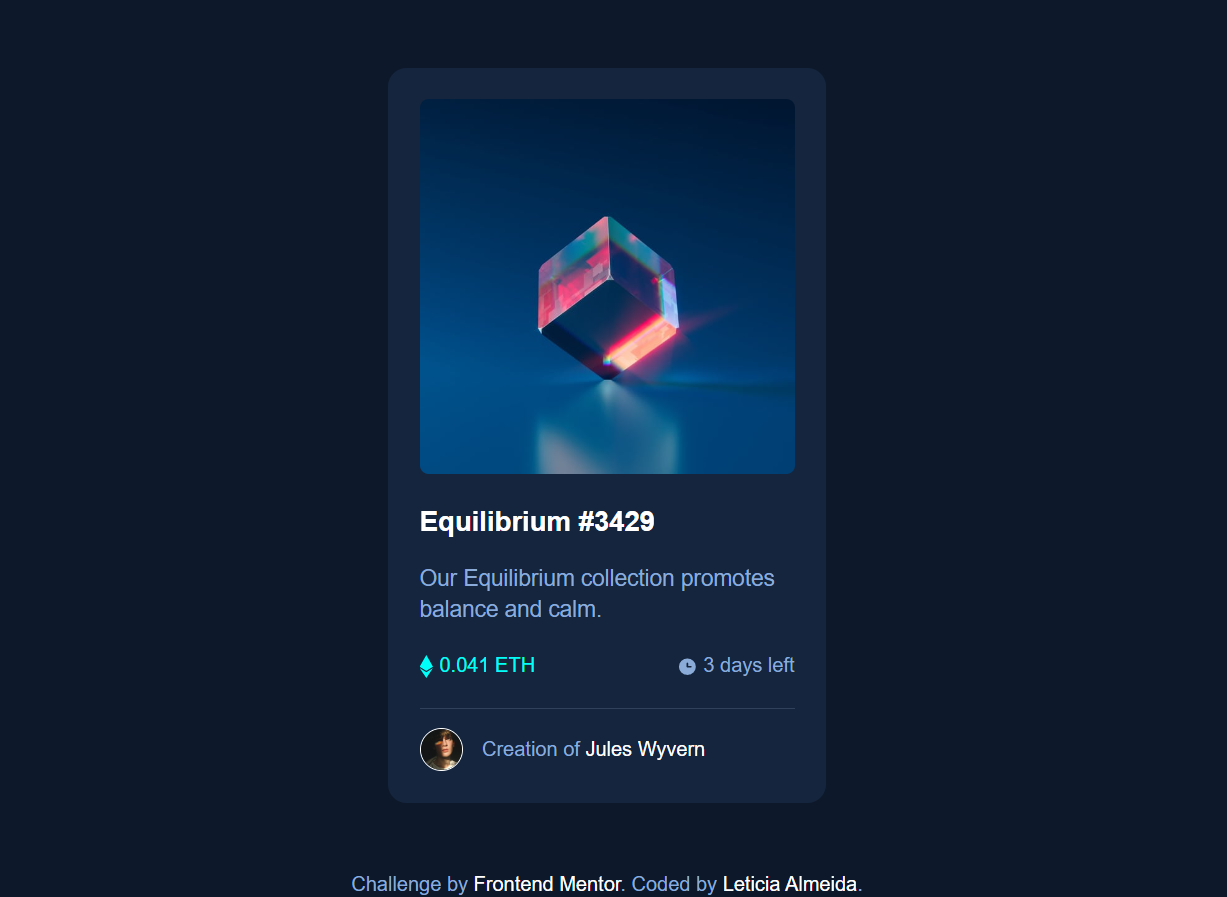 Equilibrium #3429
Our Equilibrium collection promotes
balance and calm.
0.041 ETH
3 days left
Creation of Jules Wyvern
Challenge by Frontend Mentor. Coded by Leticia Almeida.